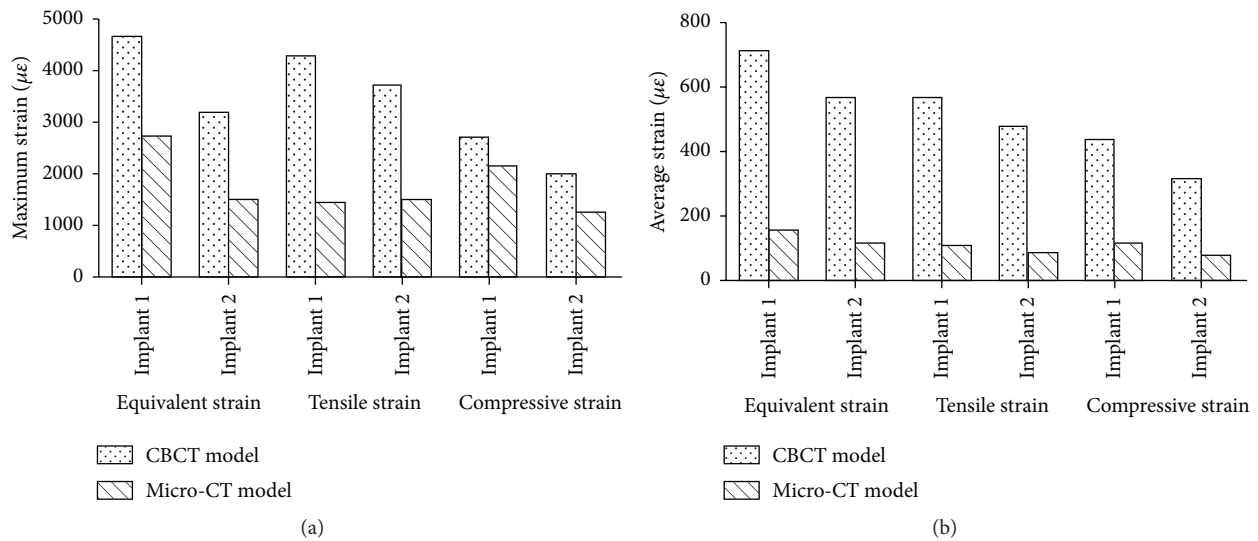 Maximum strain (με)
5000
4000
3000
2000
1000
0
Implant 1
Implant 2
Implant 1
Implant 2
Implant 1
Implant 2
Equivalent strain
Tensile strain
Compressive strain
CBCT model
Micro-CT model
(a)
Average strain (με)
800
600
400
200
0
Implant 1
Implant 2
Implant 1
Implant 2
Implant 1
Implant 2
Equivalent strain
Tensile strain
Compressive strain
CBCT model
Micro-CT model
(b)